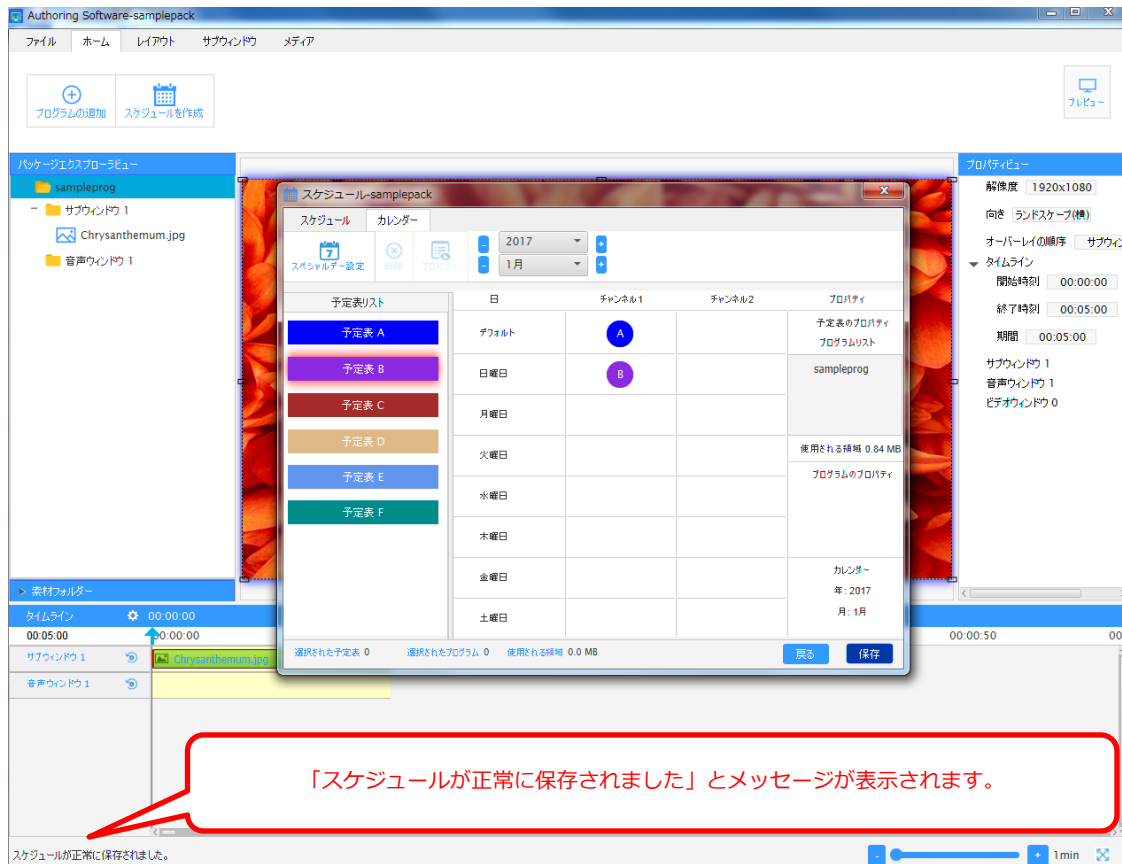 Authoring Software-samplepack
ファイル ホーム レイアウト サブウィンドウ メディア
プログラムの追加 スケジュールを作成
プレビュー
パッケージエクスプローラビュー
sampleprog
サブウィンドウ 1
Chrysanthemum.jpg
音声ウィンドウ 1
素材フォルダー
スケジュール-samplepack
スケジュール カレンダー
スペシャルデー設定 削除 プロパティ
2017
1月
予定表リスト
予定表 A
予定表 B
予定表 C
予定表 D
予定表 E
予定表 F
日 チャンネル1 チャンネル2 プロパティ
デフォルト A
日曜日 B
月曜日
火曜日
水曜日
木曜日
金曜日
土曜日
予定表のプロパティ
プログラムリスト
sampleprog
使用される領域 0.84 MB
プログラムのプロパティ
カレンダー
年: 2017
月: 1月
選択された予定表 0 選択されたプログラム 0 使用される領域 0.0 MB
戻る 保存
プロパティビュー
解像度 1920x1080
向き ランドスケープ(横)
オーバーレイの順序 サブウィン
タイムライン
開始時刻 00:00:00
終了時刻 00:05:00
期間 00:05:00
サブウィンドウ 1
音声ウィンドウ 1
ビデオウィンドウ 0
タイムライン 00:00:00
00:05:00 00:00:00 00:00:50 00
サブウィンドウ 1 Chrysanthemum.jpg
音声ウィンドウ 1
「スケジュールが正常に保存されました」とメッセージが表示されます。
スケジュールが正常に保存されました。
1min